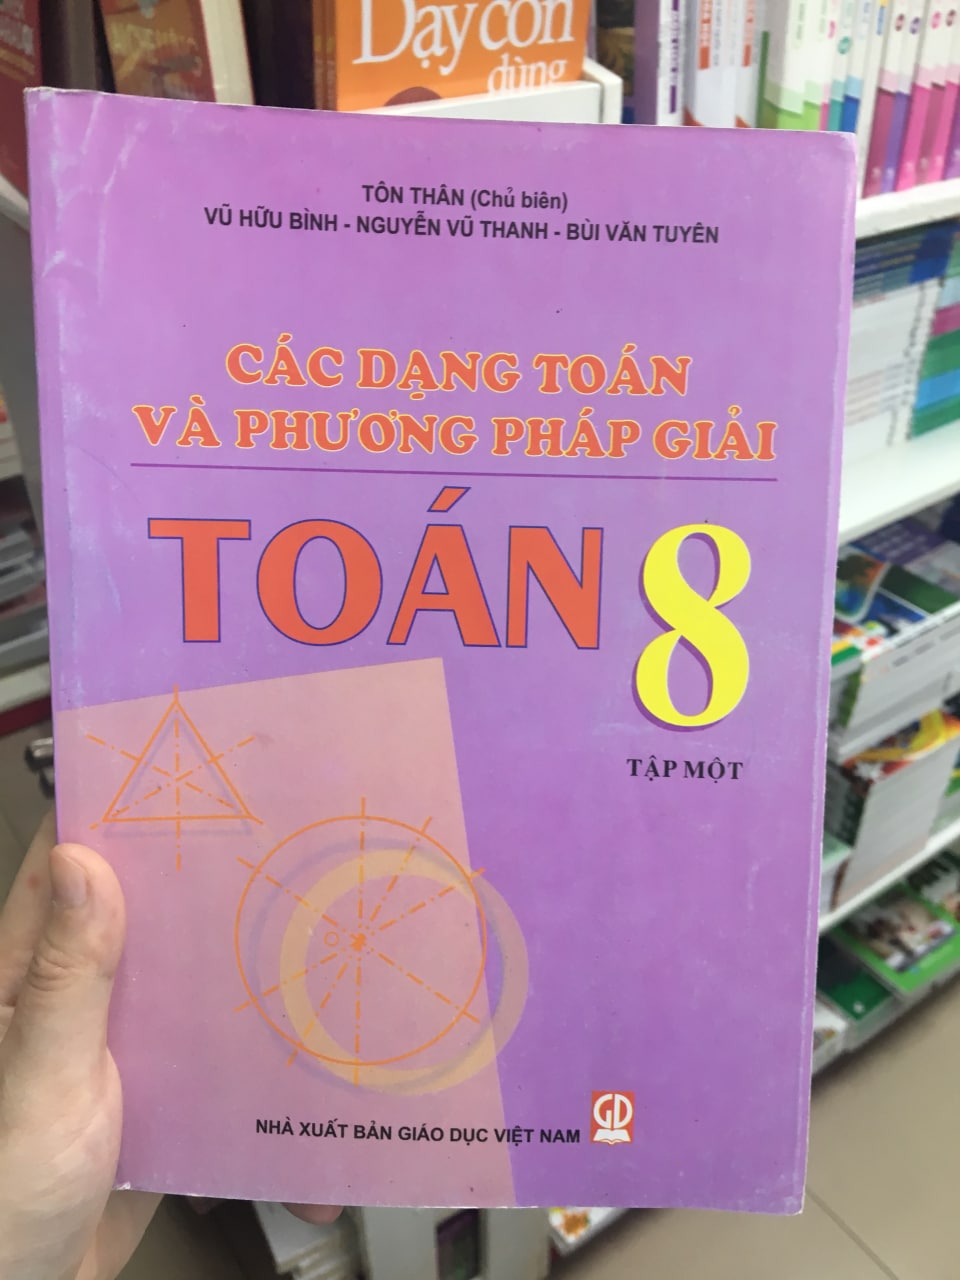 Dạy con
dùng
TÔN THÂN (Chủ biên)
VŨ HỮU BÌNH - NGUYỄN VŨ THANH - BÙI VĂN TUYÊN
CÁC DẠNG TOÁN
VÀ PHƯƠNG PHÁP GIẢI
TOÁN 8
TẬP MỘT
NHÀ XUẤT BẢN GIÁO DỤC VIỆT NAM
GD